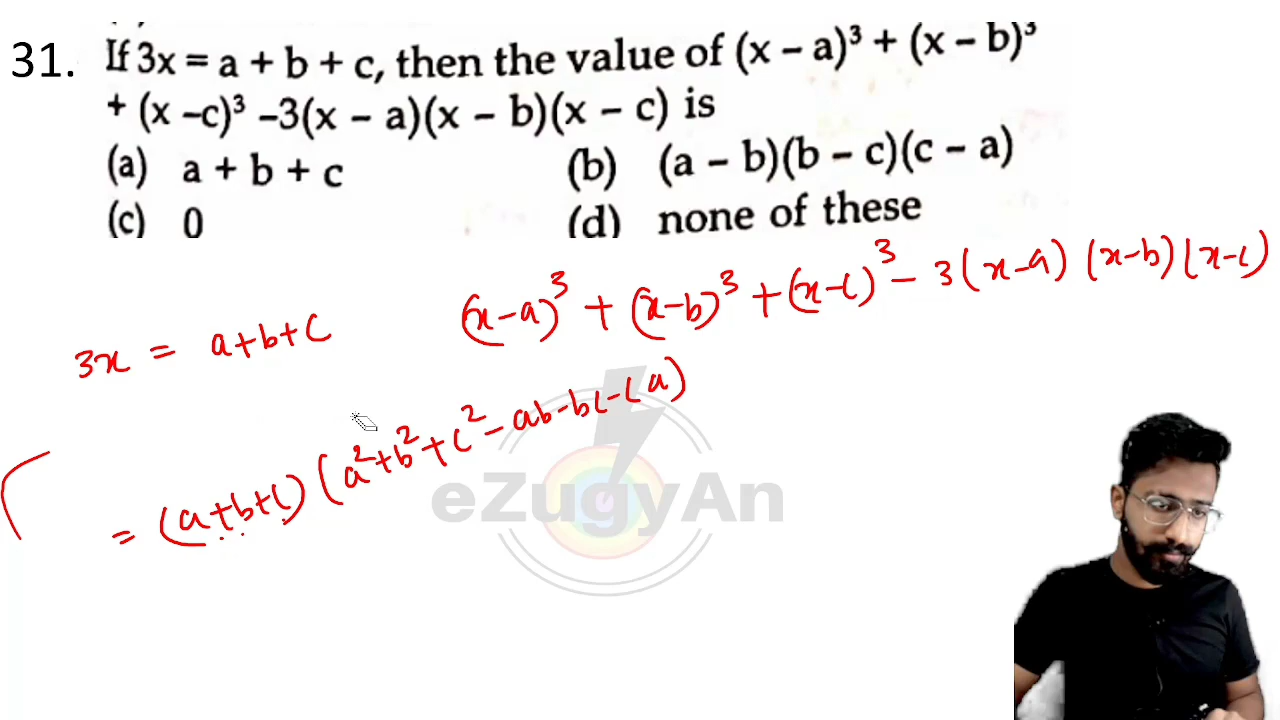 31. If 3x = a + b + c, then the value of (x – a)³ + (x – b)³
+ (x –c)³ –3(x – a)(x – b)(x – c) is
(a) a + b + c (b) (a – b)(b – c)(c – a)
(c) 0 (d) none of these
3x = a+b+c
(x-a)³ + (x-b)³ + (x-c)³ - 3(x-a)(x-b)(x-c)
= (a+b+c) (a²+b²+c²-ab-bc-ca)
eZugyAn